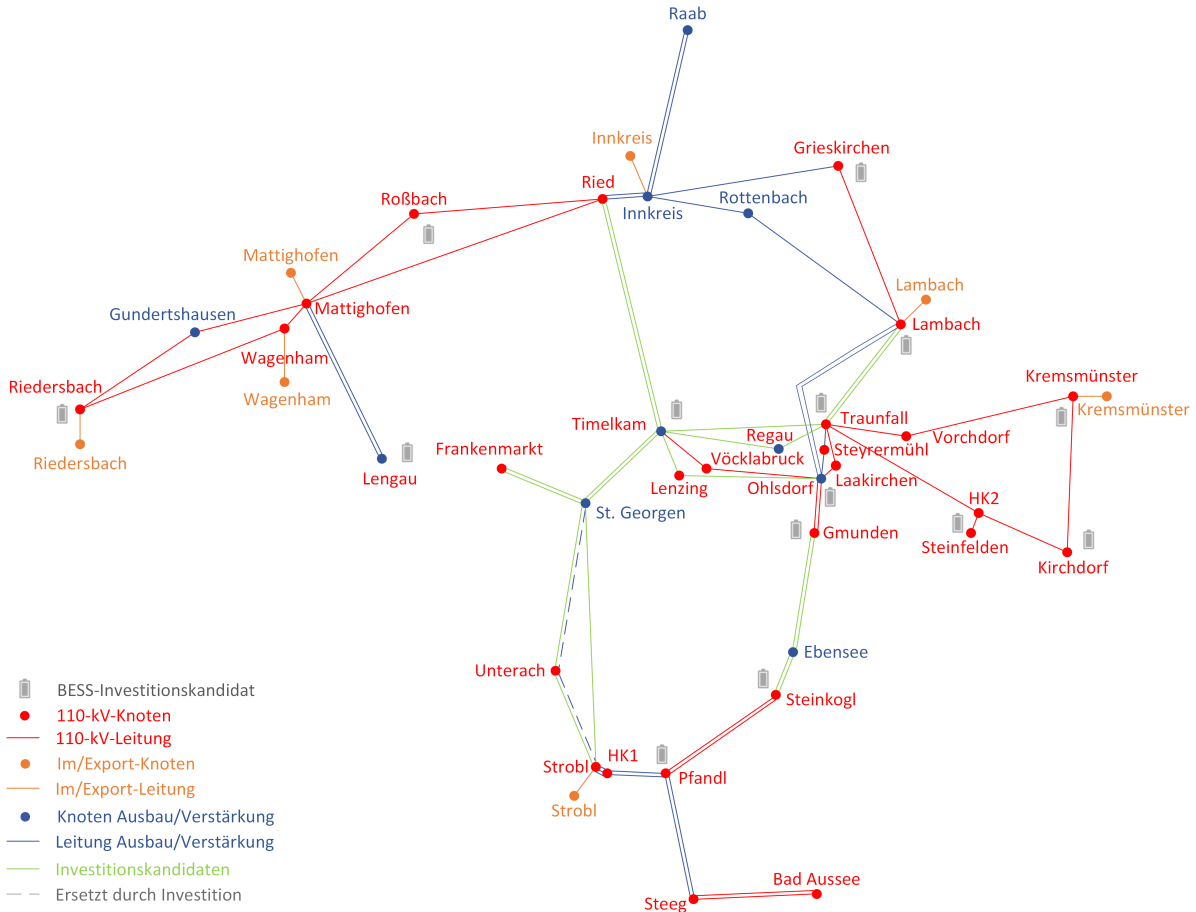 Raab
Innkreis
Grieskirchen
Ried
Roßbach
Rottenbach
Innkreis
Mattighofen
Lambach
Gundertshausen
Mattighofen
Lambach
Wagenham
Riedersbach
Kremsmünster
Wagenham
Kremsmünster
Timelkam
Traunfall
Regau
Vorchdorf
Frankenmarkt
Steyrermühl
Riedersbach
Vöcklabruck
Lengau
Laakirchen
Lenzing
Ohlsdorf
HK2
St. Georgen
Gmunden
Steinfelden
Kirchdorf
Ebensee
Unterach
BESS-Investitionskandidat
Steinkogl
110-kV-Knoten
110-kV-Leitung
HK1
Im/Export-Knoten
Strobl
Pfandl
Im/Export-Leitung
Strobl
Knoten Ausbau/Verstärkung
Leitung Ausbau/Verstärkung
Investitionskandidaten
Bad Aussee
Ersetzt durch Investition
Steeg